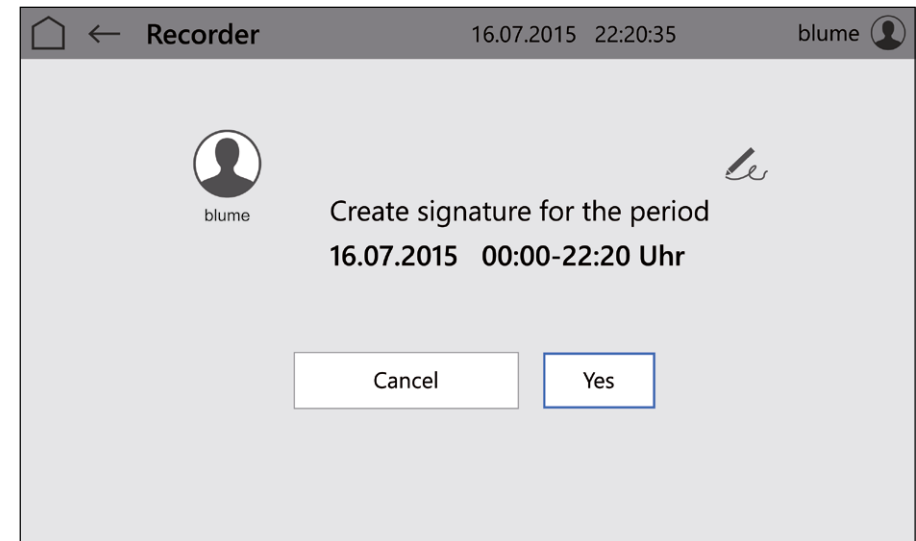 Recorder 16.07.2015 22:20:35 blume
blume
Create signature for the period
16.07.2015 00:00-22:20 Uhr
Cancel Yes